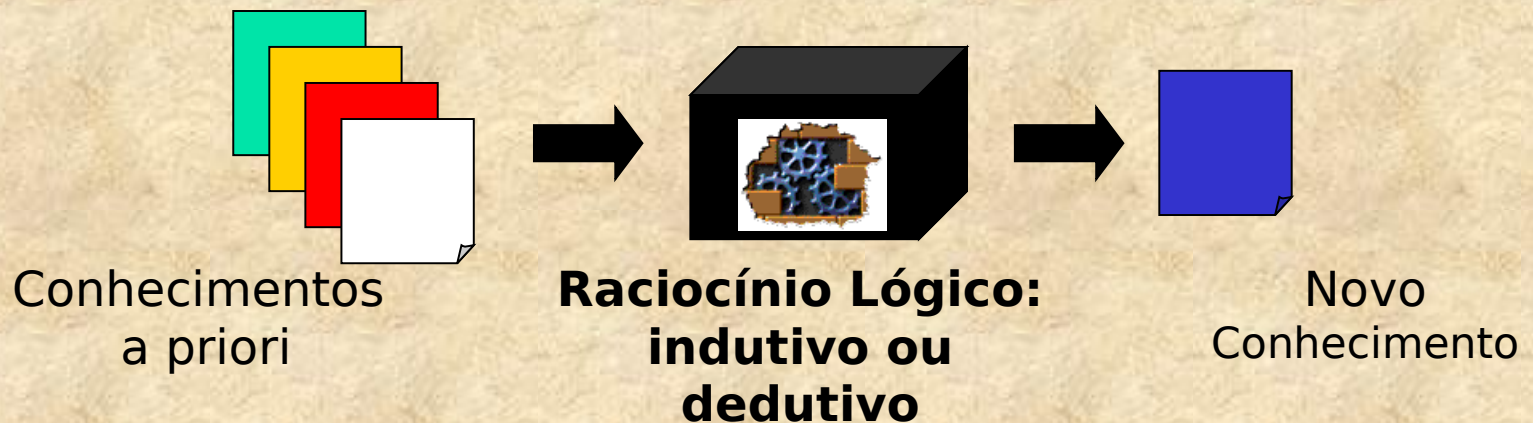 Conhecimentos
a priori
Raciocínio Lógico:
indutivo ou
dedutivo
Novo
Conhecimento